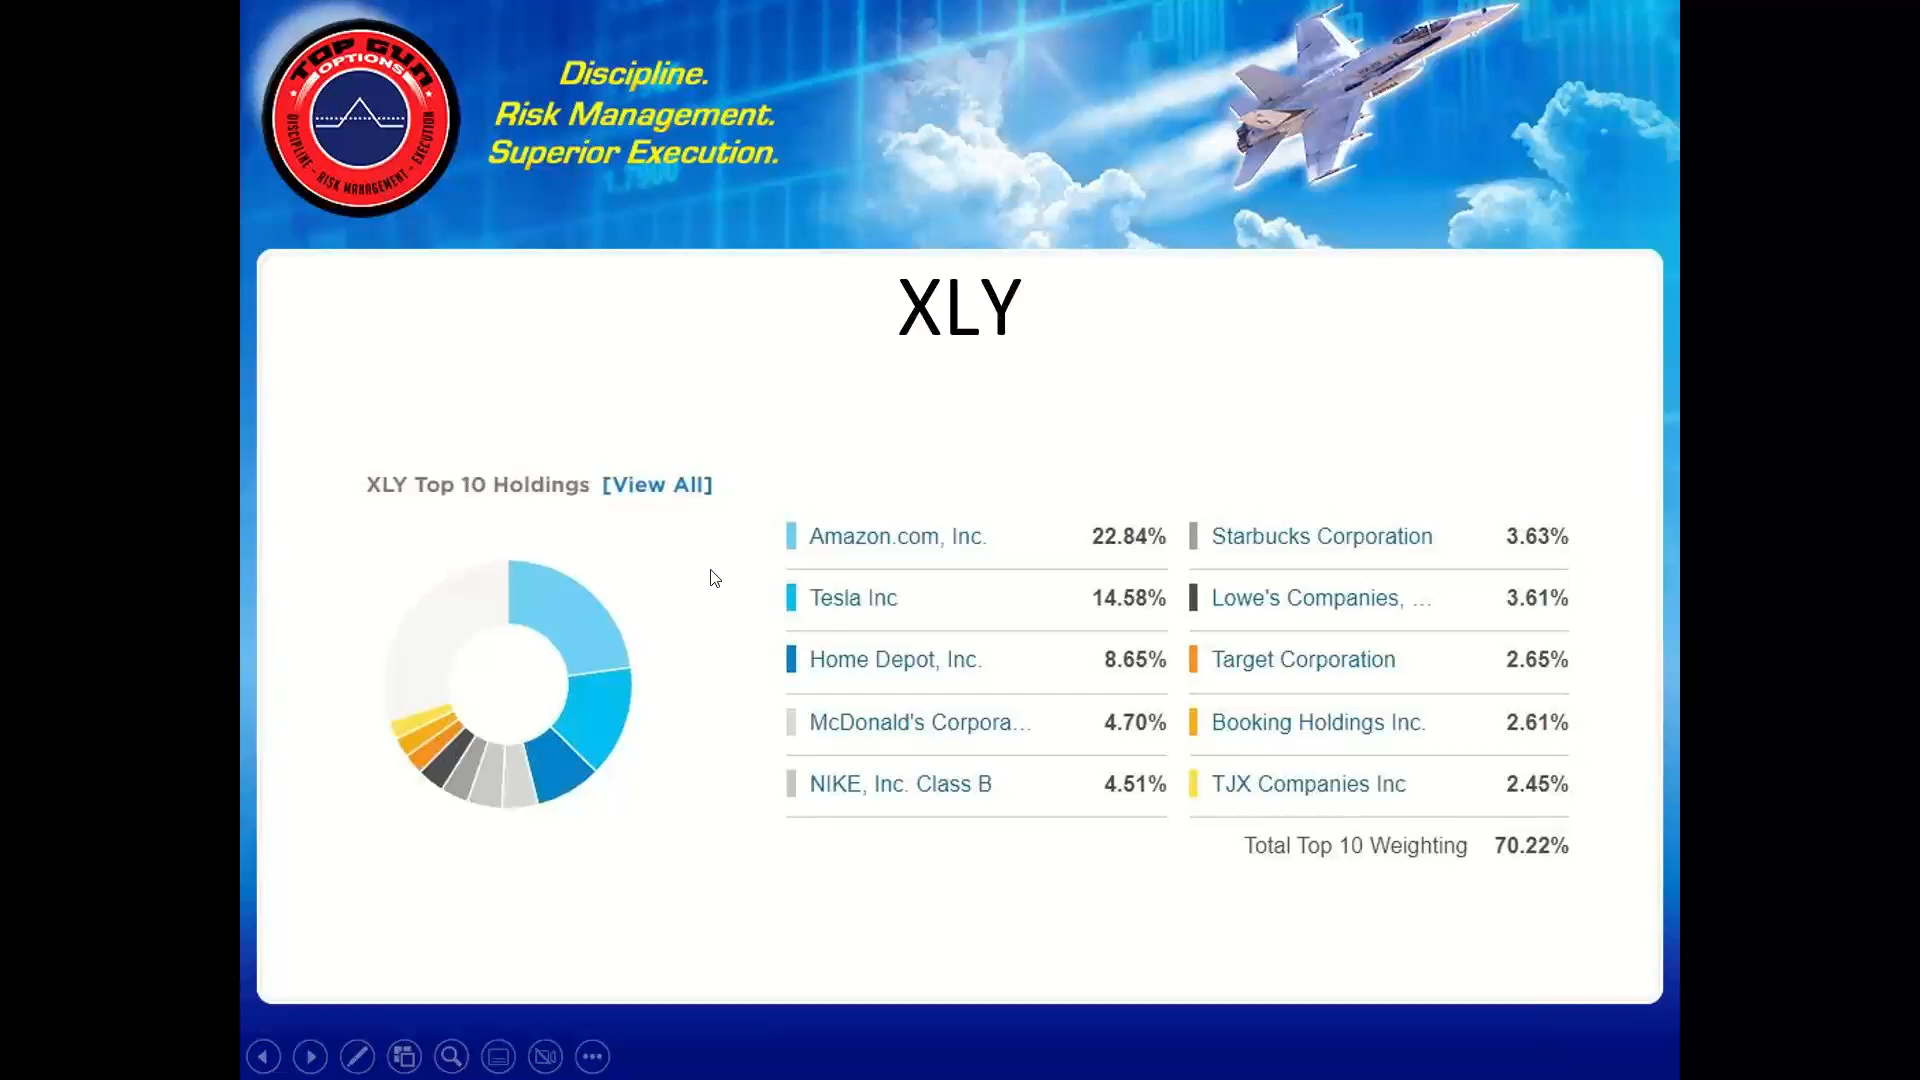 TOP GUN
OPTIONS
DISCIPLINE - RISK MANAGEMENT - EXECUTION
Discipline.
Risk Management.
Superior Execution.
XLY
XLY Top 10 Holdings [View All]
Amazon.com, Inc. 22.84%
Tesla Inc 14.58%
Home Depot, Inc. 8.65%
McDonald's Corpora... 4.70%
NIKE, Inc. Class B 4.51%
Starbucks Corporation 3.63%
Lowe's Companies, ... 3.61%
Target Corporation 2.65%
Booking Holdings Inc. 2.61%
TJX Companies Inc 2.45%
Total Top 10 Weighting 70.22%